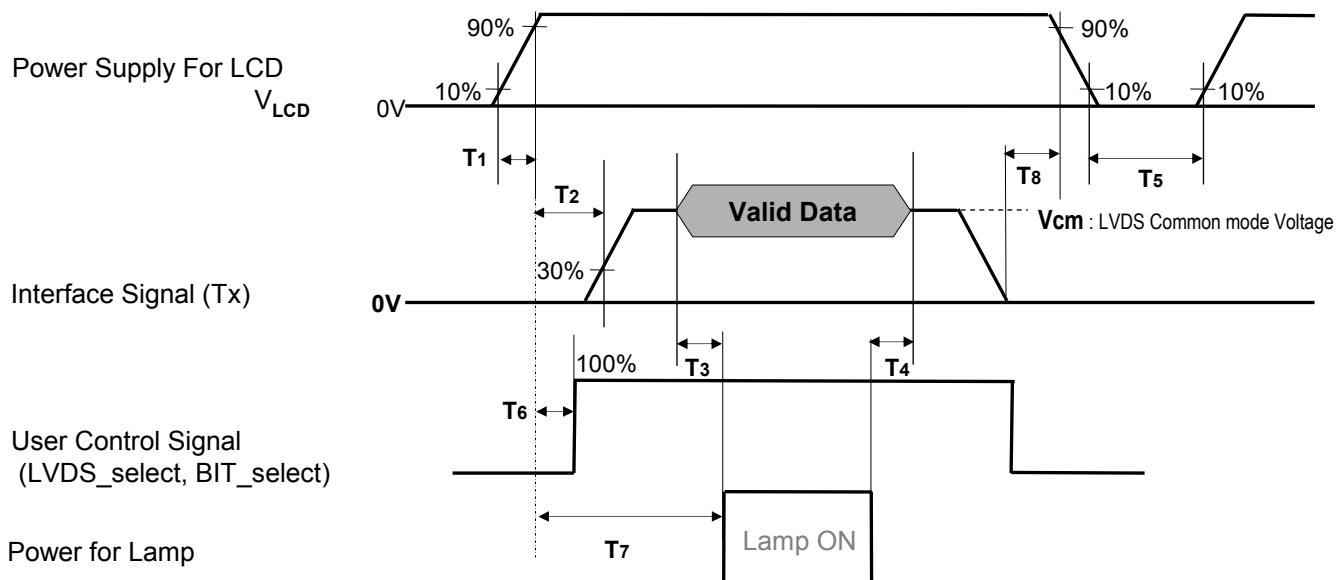 90%
90%
Power Supply For LCD
VLCD
10%
10%
10%
0V
T1
T2
T8
T5
Valid Data
Vcm : LVDS Common mode Voltage
30%
Interface Signal (Tx)
0V
100%
T3
T4
T6
User Control Signal
(LVDS_select, BIT_select)
T7
Lamp ON
Power for Lamp